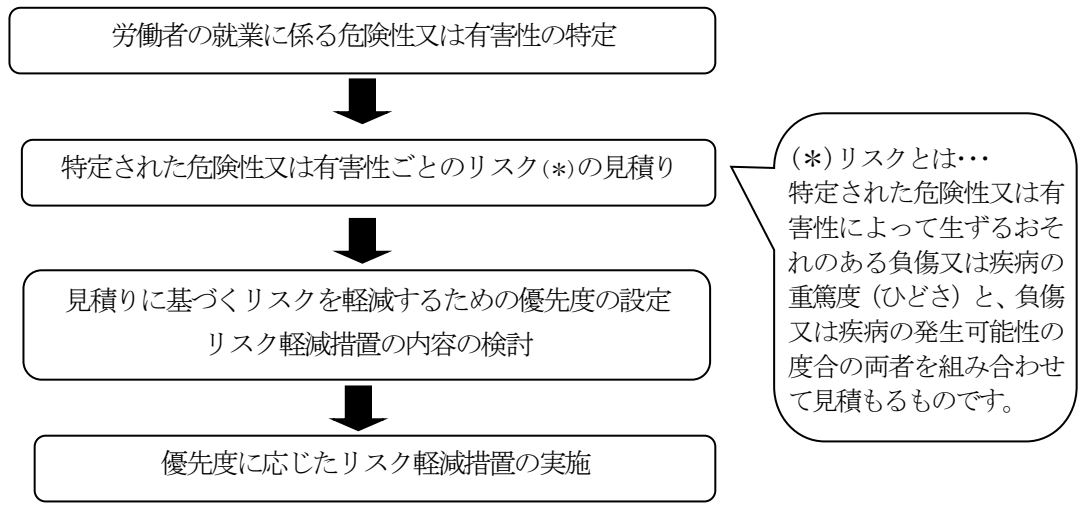 労働者の就業に係る危険性又は有害性の特定
特定された危険性又は有害性ごとのリスク(*)の見積り
見積りに基づくリスクを軽減するための優先度の設定
リスク軽減措置の内容の検討
優先度に応じたリスク軽減措置の実施
(*)リスクとは･･･
特定された危険性又は有
害性によって生ずるおそ
れのある負傷又は疾病の
重篤度（ひどさ）と、負傷
又は疾病の発生可能性の
度合の両者を組み合わせ
て見積もるものです。